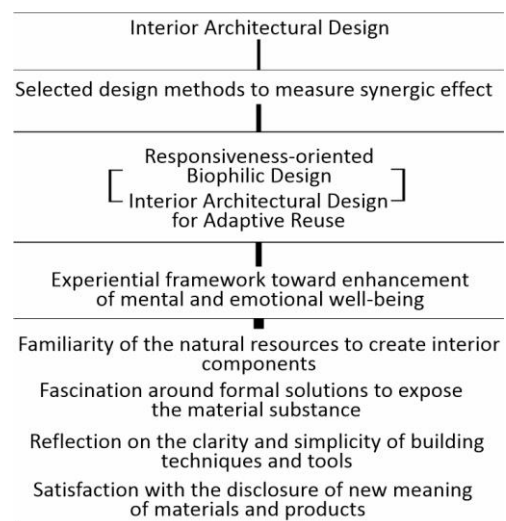 Interior Architectural Design
Selected design methods to measure synergic effect
Responsiveness-oriented
Biophilic Design
Interior Architectural Design
for Adaptive Reuse
Experiential framework toward enhancement
of mental and emotional well-being
Familiarity of the natural resources to create interior
components
Fascination around formal solutions to expose
the material substance
Reflection on the clarity and simplicity of building
techniques and tools
Satisfaction with the disclosure of new meaning
of materials and products